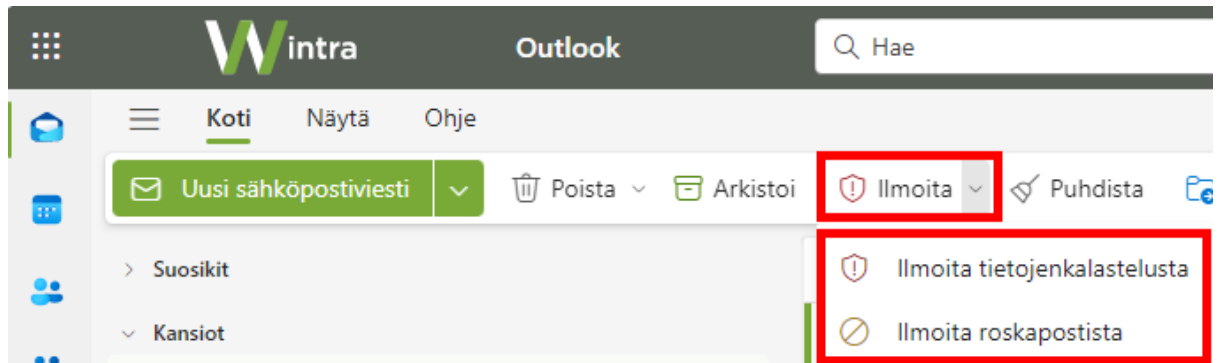 Wintra Outlook Hae
Koti Näytä Ohje
Uusi sähköpostiviesti Poista Arkistoi Ilmoita Puhdista
Suosikit Ilmoita tietojenkalastelusta
Kansiot Ilmoita roskapostista